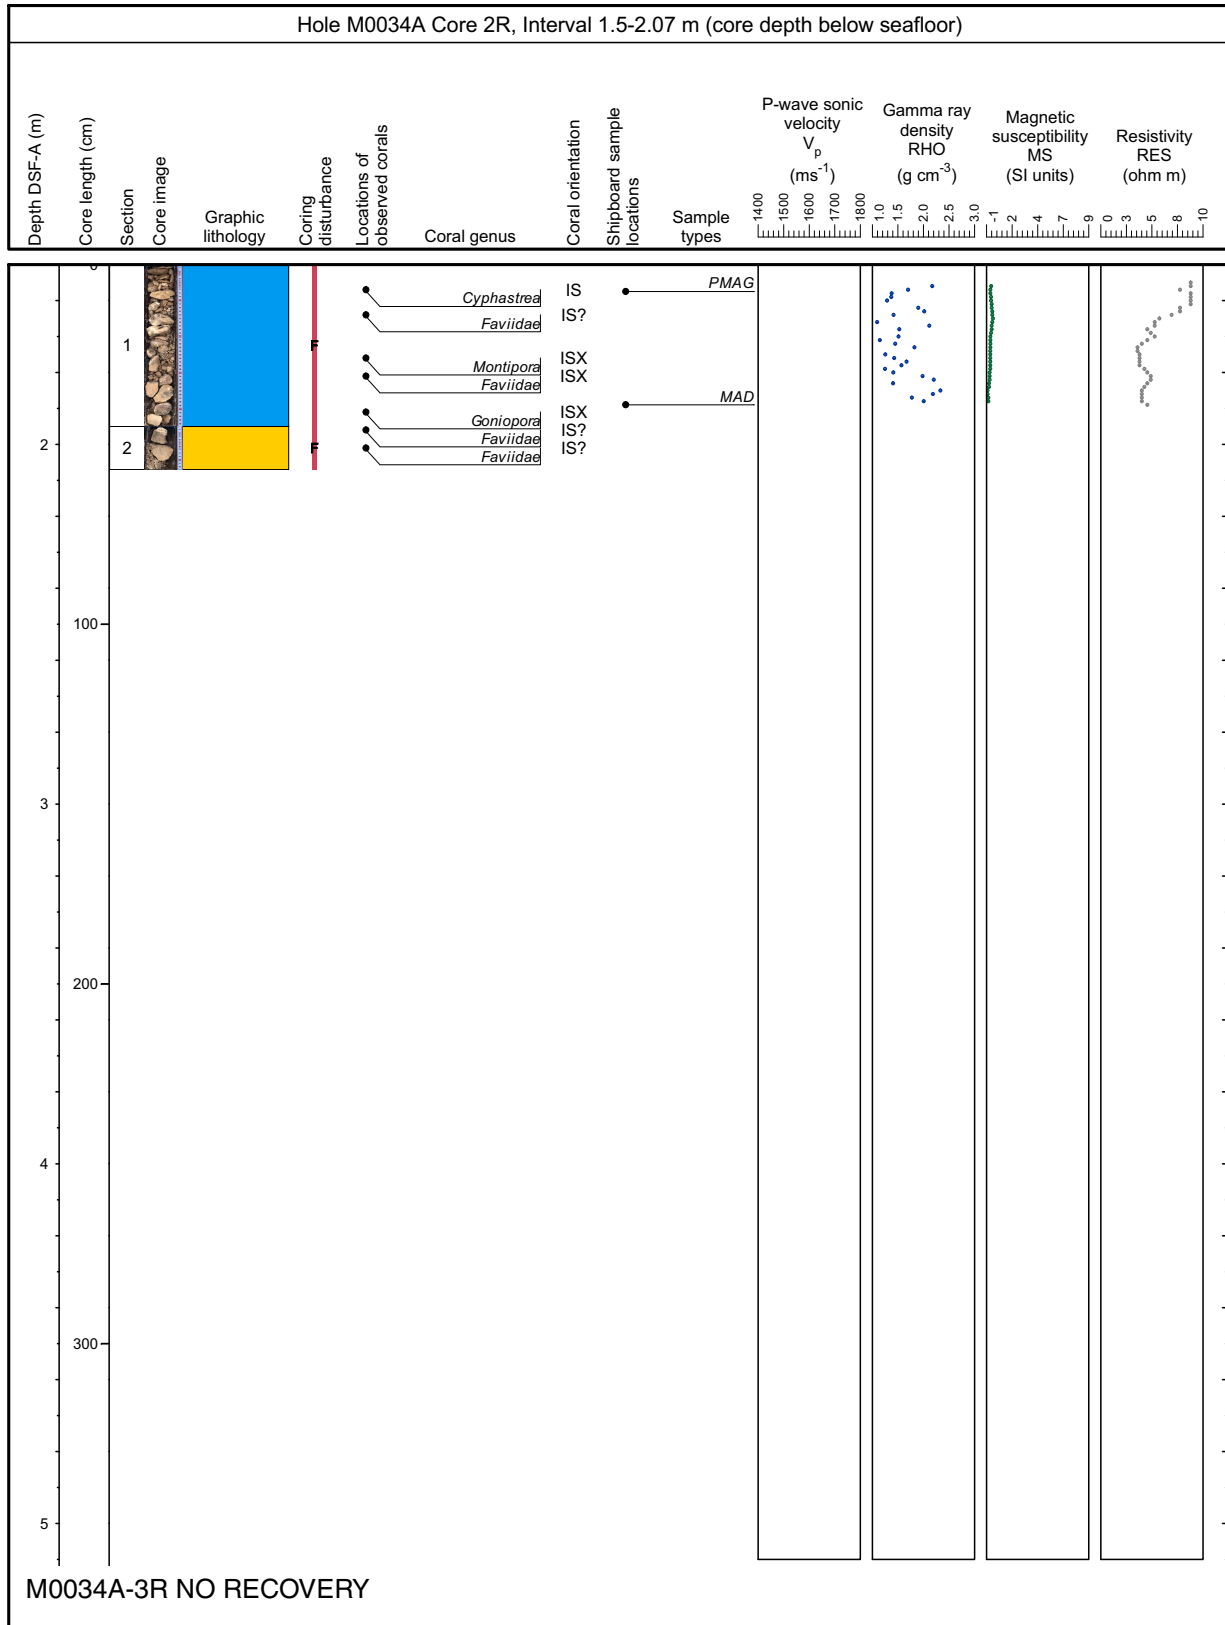 Hole M0034A Core 2R, Interval 1.5-2.07 m (core depth below seafloor)
Depth DSF-A (m)
Core length (cm)
Section
Core image
Graphic
lithology
Coring
disturbance
Locations of
observed corals
Coral genus
Coral orientation
Shipboard sample
locations
Sample
types
P-wave sonic
velocity
Vp
(ms-1)
1400 1500 1600 1700 1800
Gamma ray
density
RHO
(g cm-3)
1.0 1.5 2.0 2.5 3.0
Magnetic
susceptibility
MS
(SI units)
-1 2 4 7 9
Resistivity
RES
(ohm m)
0 3 5 8 10
0
PMAG
Cyphastrea IS
Faviidae IS?
1 F
Montipora ISX
Faviidae ISX
MAD
Goniopora ISX
Faviidae IS?
2 2 F
Faviidae IS?
100
3
200
4
300
5
M0034A-3R NO RECOVERY